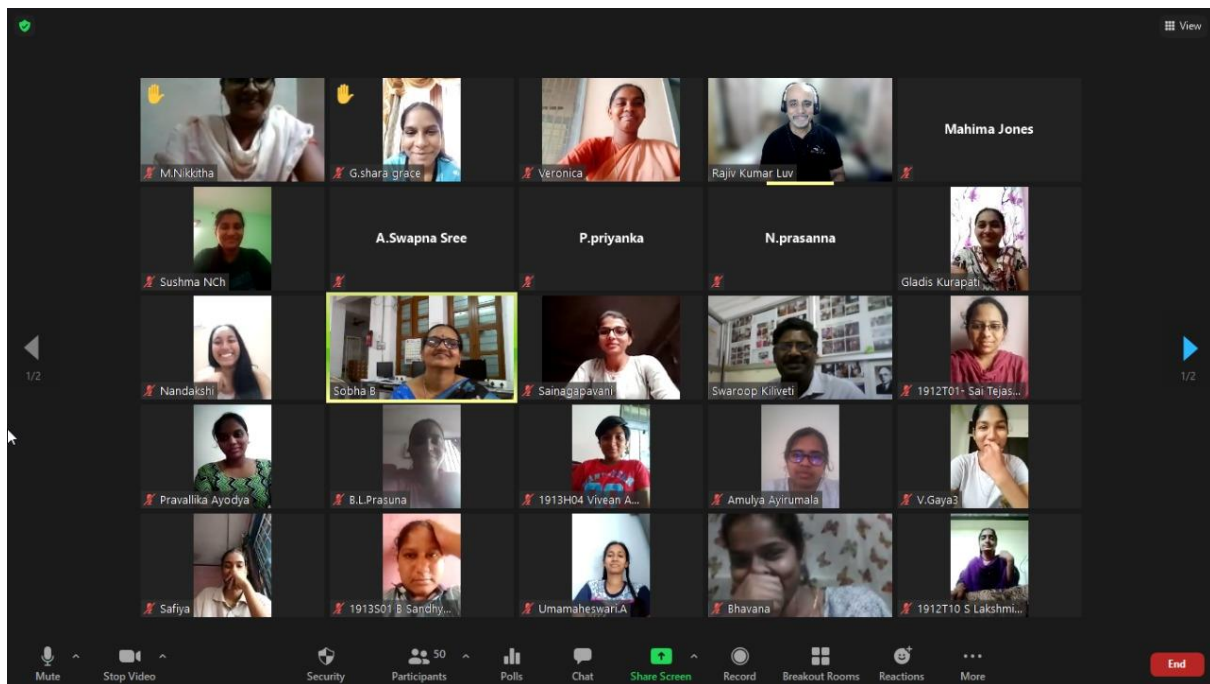 View
M.Nikkitha
G.shara grace
Veronica
Rajiv Kumar Luv
Mahima Jones
Sushma NCh
A.Swapna Sree
P.priyanka
N.prasanna
Gladis Kurapati
Nandakshi
Sobha B
Sainagapavani
Swaroop Kiliveti
1912T01- Sai Tejas...
1/2
1/2
Pravallika Ayodya
B.L.Prasuna
1913H04 Vivean A...
Amulya Ayirumala
V.Gaya3
Safiya
1913S01 B Sandhy...
Umamaheswari.A
Bhavana
1912T10 S Lakshmi...
Mute
Stop Video
Security
50
Participants
Polls
Chat
Share Screen
Record
Breakout Rooms
Reactions
More
End